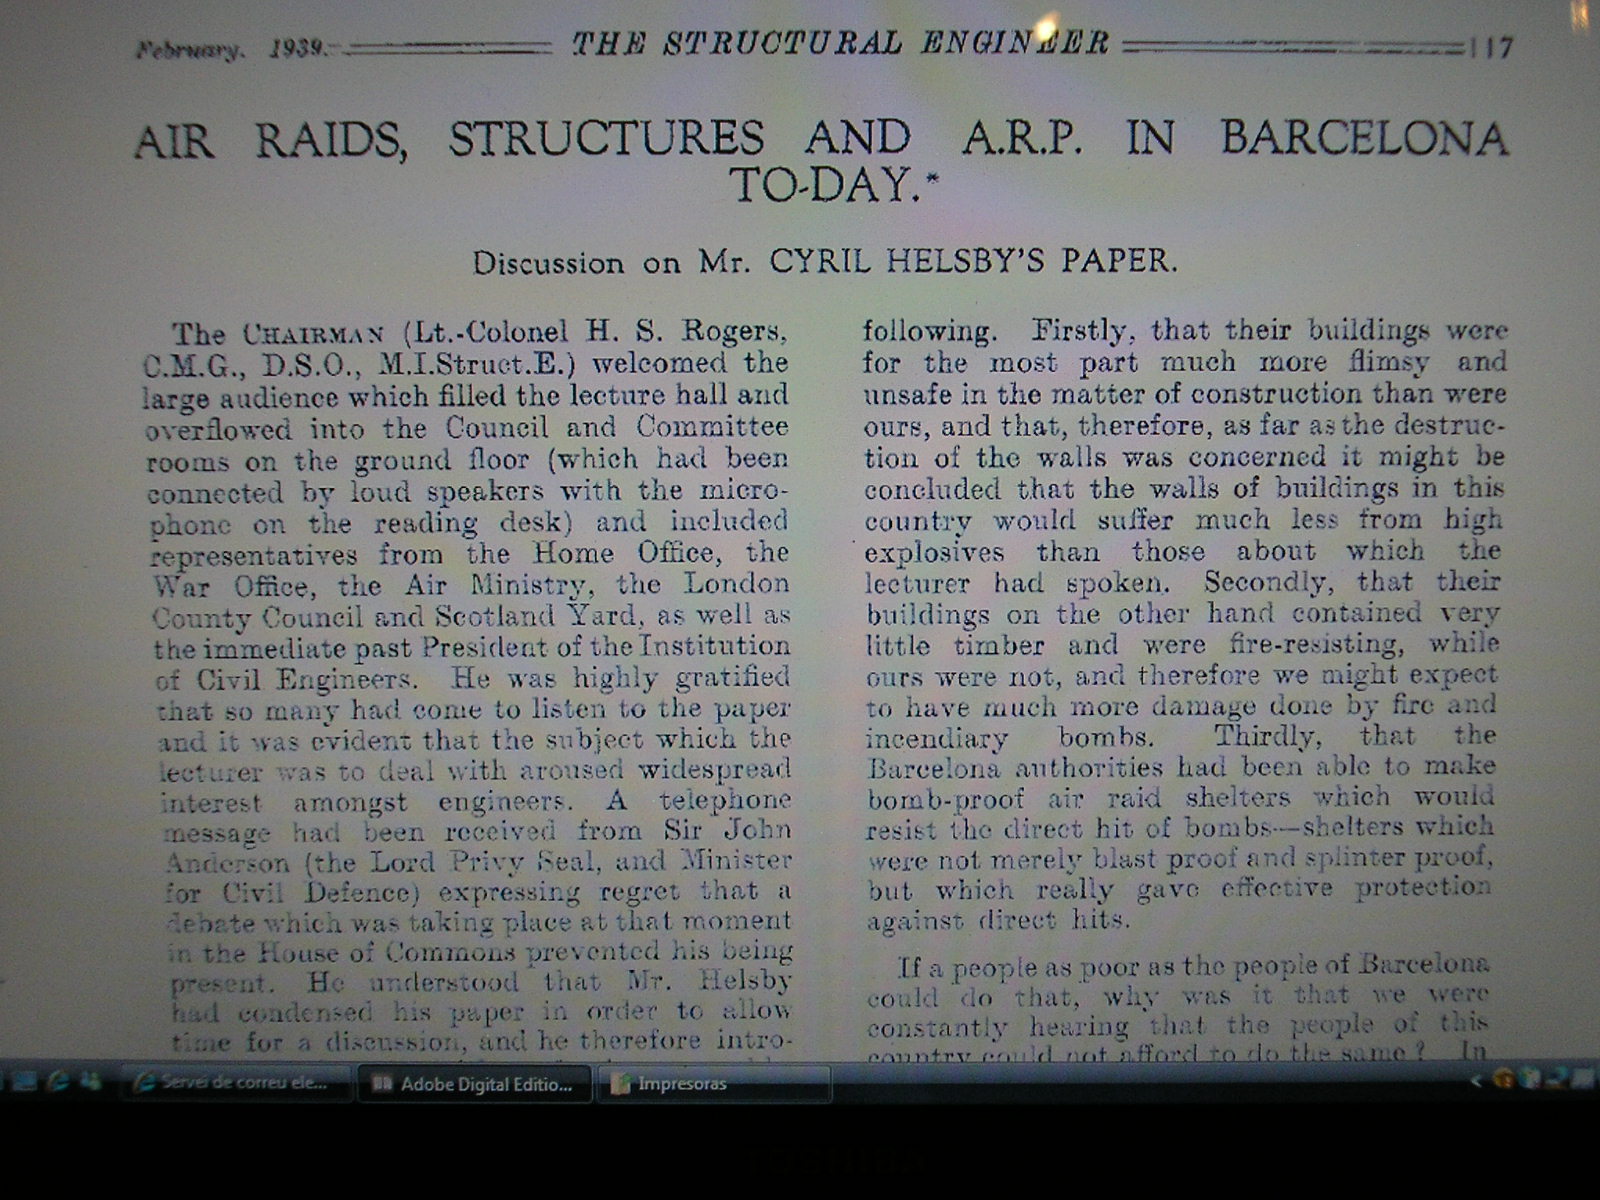 February. 1939. THE STRUCTURAL ENGINEER 117
AIR RAIDS, STRUCTURES AND A.R.P. IN BARCELONA
TO-DAY.*
Discussion on Mr. CYRIL HELSBY'S PAPER.
The CHAIRMAN (Lt.-Colonel H. S. Rogers,
C.M.G., D.S.O., M.I.Struct.E.) welcomed the
large audience which filled the lecture hall and
overflowed into the Council and Committee
rooms on the ground floor (which had been
connected by loud speakers with the micro-
phone on the reading desk) and included
representatives from the Home Office, the
War Office, the Air Ministry, the London
County Council and Scotland Yard, as well as
the immediate past President of the Institution
of Civil Engineers. He was highly gratified
that so many had come to listen to the paper
and it was evident that the subject which the
lecturer was to deal with aroused widespread
interest amongst engineers. A telephone
message had been received from Sir John
Anderson (the Lord Privy Seal, and Minister
for Civil Defence) expressing regret that a
debate which was taking place at that moment
in the House of Commons prevented his being
present. He understood that Mr. Helsby
had condensed his paper in order to allow
time for a discussion, and he therefore intro-
following. Firstly, that their buildings were
for the most part much more flimsy and
unsafe in the matter of construction than were
ours, and that, therefore, as far as the destruc-
tion of the walls was concerned it might be
concluded that the walls of buildings in this
country would suffer much less from high
explosives than those about which the
lecturer had spoken. Secondly, that their
buildings on the other hand contained very
little timber and were fire-resisting, while
ours were not, and therefore we might expect
to have much more damage done by fire and
incendiary bombs. Thirdly, that the
Barcelona authorities had been able to make
bomb-proof air raid shelters which would
resist the direct hit of bombs—shelters which
were not merely blast proof and splinter proof,
but which really gave effective protection
against direct hits.
If a people as poor as the people of Barcelona
could do that, why was it that we were
constantly hearing that the people of this
country could not afford to do the same? In
Servei de correu ele... Adobe Digital Editio... Impresoras
TOSHIBA